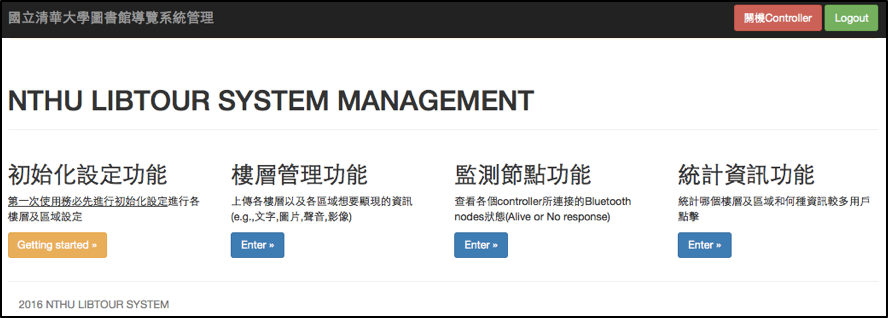 國立清華大學圖書館導覽系統管理
關機Controller
Logout
NTHU LIBTOUR SYSTEM MANAGEMENT
初始化設定功能
第一次使用務必先進行初始化設定進行各
樓層及區域設定
Getting started »
樓層管理功能
上傳各樓層以及各區域想要顯現的資訊
(e.g.,文字,圖片,聲音,影像)
Enter »
監測節點功能
查看各個controller所連接的Bluetooth
nodes狀態(Alive or No response)
Enter »
統計資訊功能
統計哪個樓層及區域和何種資訊較多用戶
點擊
Enter »
2016 NTHU LIBTOUR SYSTEM